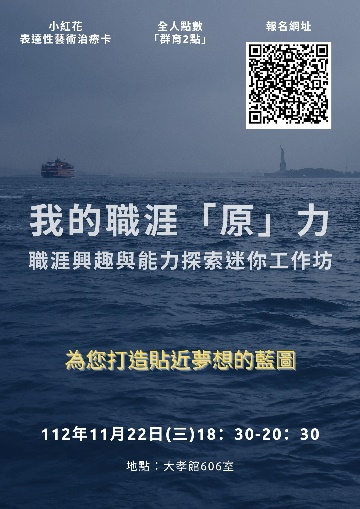 小紅花
表達性藝術治療卡
全人點數
「群育2點」
報名網址
我的職涯「原」力
職涯興趣與能力探索迷你工作坊
為您打造貼近夢想的藍圖
112年11月22日(三)18：30-20：30
地點：大孝館606室